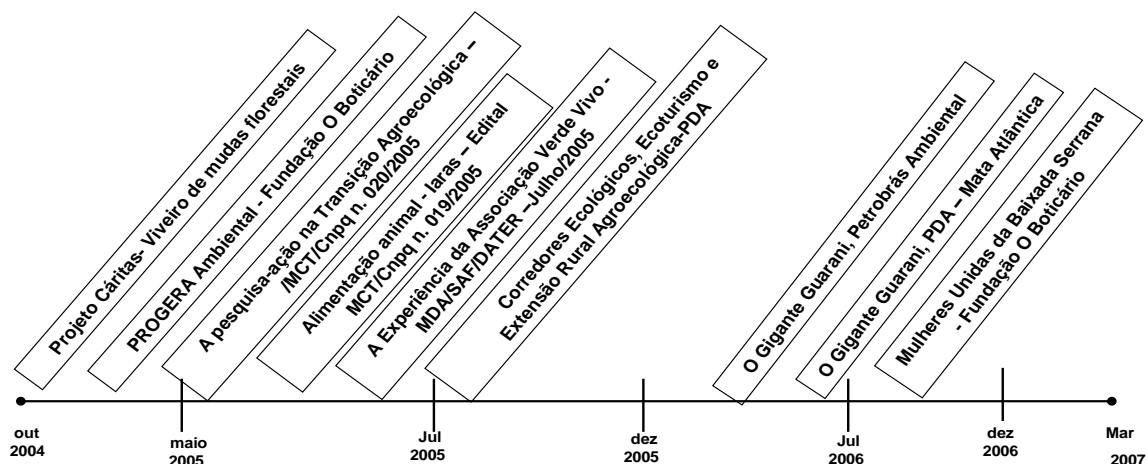 Projeto Cáritas- Viveiro de mudas florestais
PROGERA Ambiental - Fundação O Boticário
A pesquisa-ação na Transição Agroecológica –
/MCT/Cnpq n. 020/2005
Alimentação animal - Iaras – Edital
MCT/Cnpq n. 019/2005
A Experiência da Associação Verde Vivo -
MDA/SAF/DATER –Julho/2005
Corredores Ecológicos, Ecoturismo e
Extensão Rural Agroecológica-PDA
O Gigante Guarani, Petrobrás Ambiental
O Gigante Guarani, PDA – Mata Atlântica
Mulheres Unidas da Baixada Serrana
- Fundação O Boticário
out
2004
maio
2005
Jul
2005
dez
2005
Jul
2006
dez
2006
Mar
2007